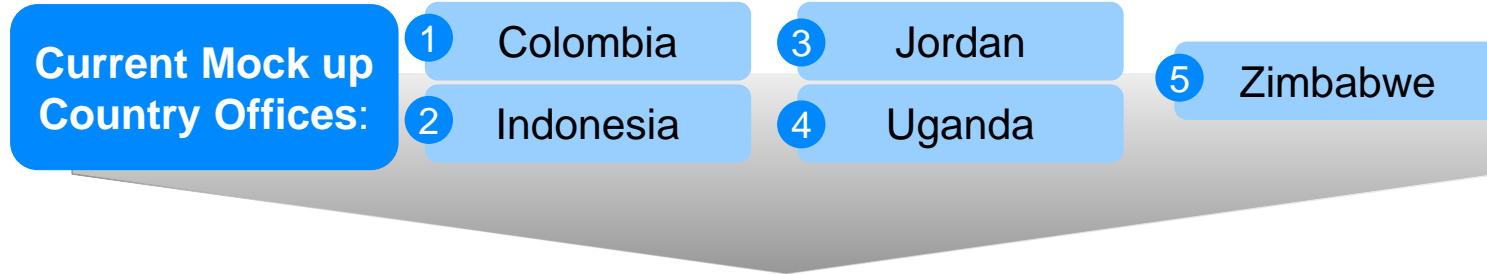 Current Mock up
Country Offices:
1 Colombia
2 Indonesia
3 Jordan
4 Uganda
5 Zimbabwe